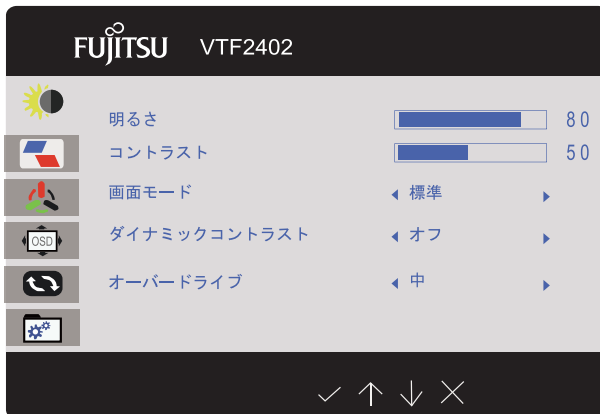 FUJITSU VTF2402
明るさ 80
コントラスト 50
画面モード 標準
ダイナミックコントラスト オフ
OSD
オーバードライブ 中